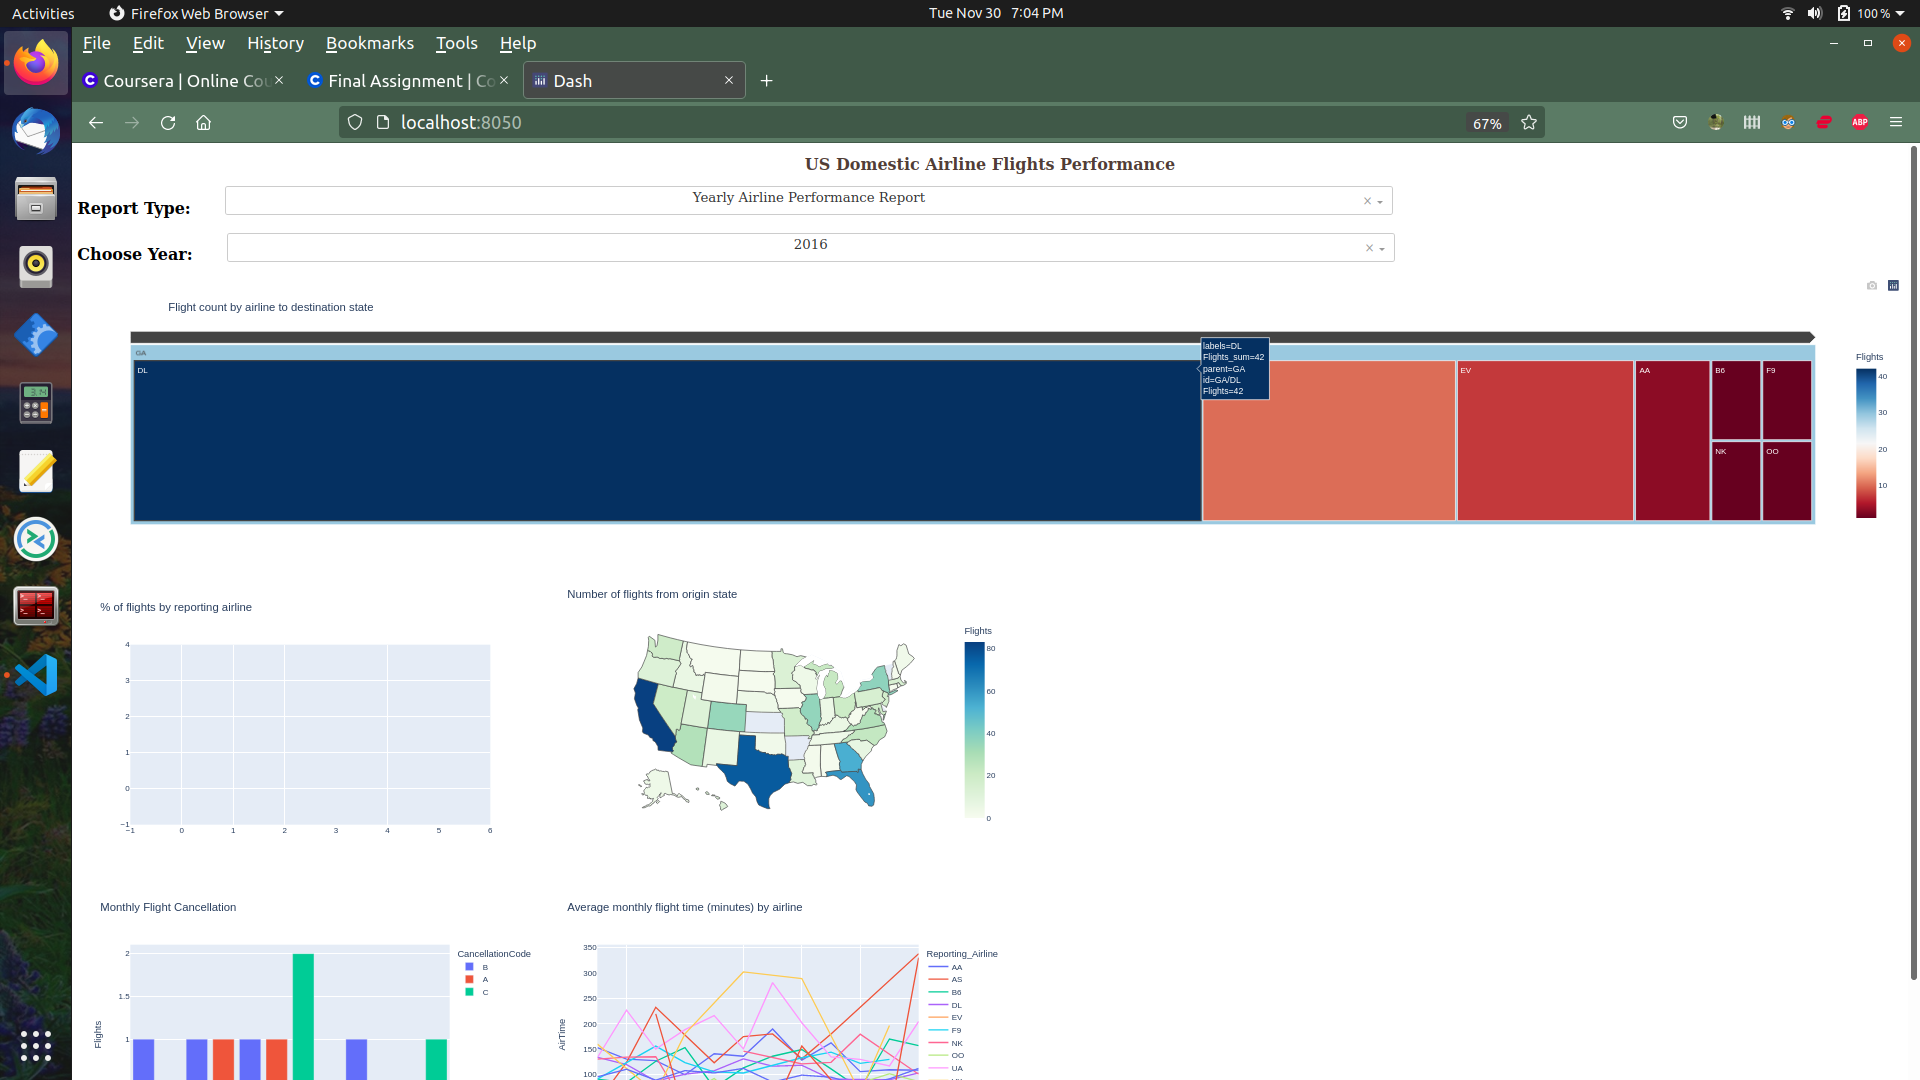 Activities
Firefox Web Browser
Tue Nov 30 7:04 PM
100 %
File Edit View History Bookmarks Tools Help
Coursera | Online Cou
Final Assignment | Co
Dash
localhost:8050
67%
ABP
US Domestic Airline Flights Performance
Report Type:
Yearly Airline Performance Report
Choose Year:
2016
Flight count by airline to destination state
GA
DL
labels=DL
Flights_sum=42
parent=GA
id=GA/DL
Flights=42
EV
AA
B6
F9
NK
OO
Flights
40
30
20
10
% of flights by reporting airline
4
3
2
1
0
−1
−1 0 1 2 3 4 5 6
Number of flights from origin state
Flights
80
60
40
20
0
Monthly Flight Cancellation
2
1.5
1
Flights
CancellationCode
B
A
C
Average monthly flight time (minutes) by airline
350
300
250
200
150
100
AirTime
Reporting_Airline
AA
AS
B6
DL
EV
F9
NK
OO
UA